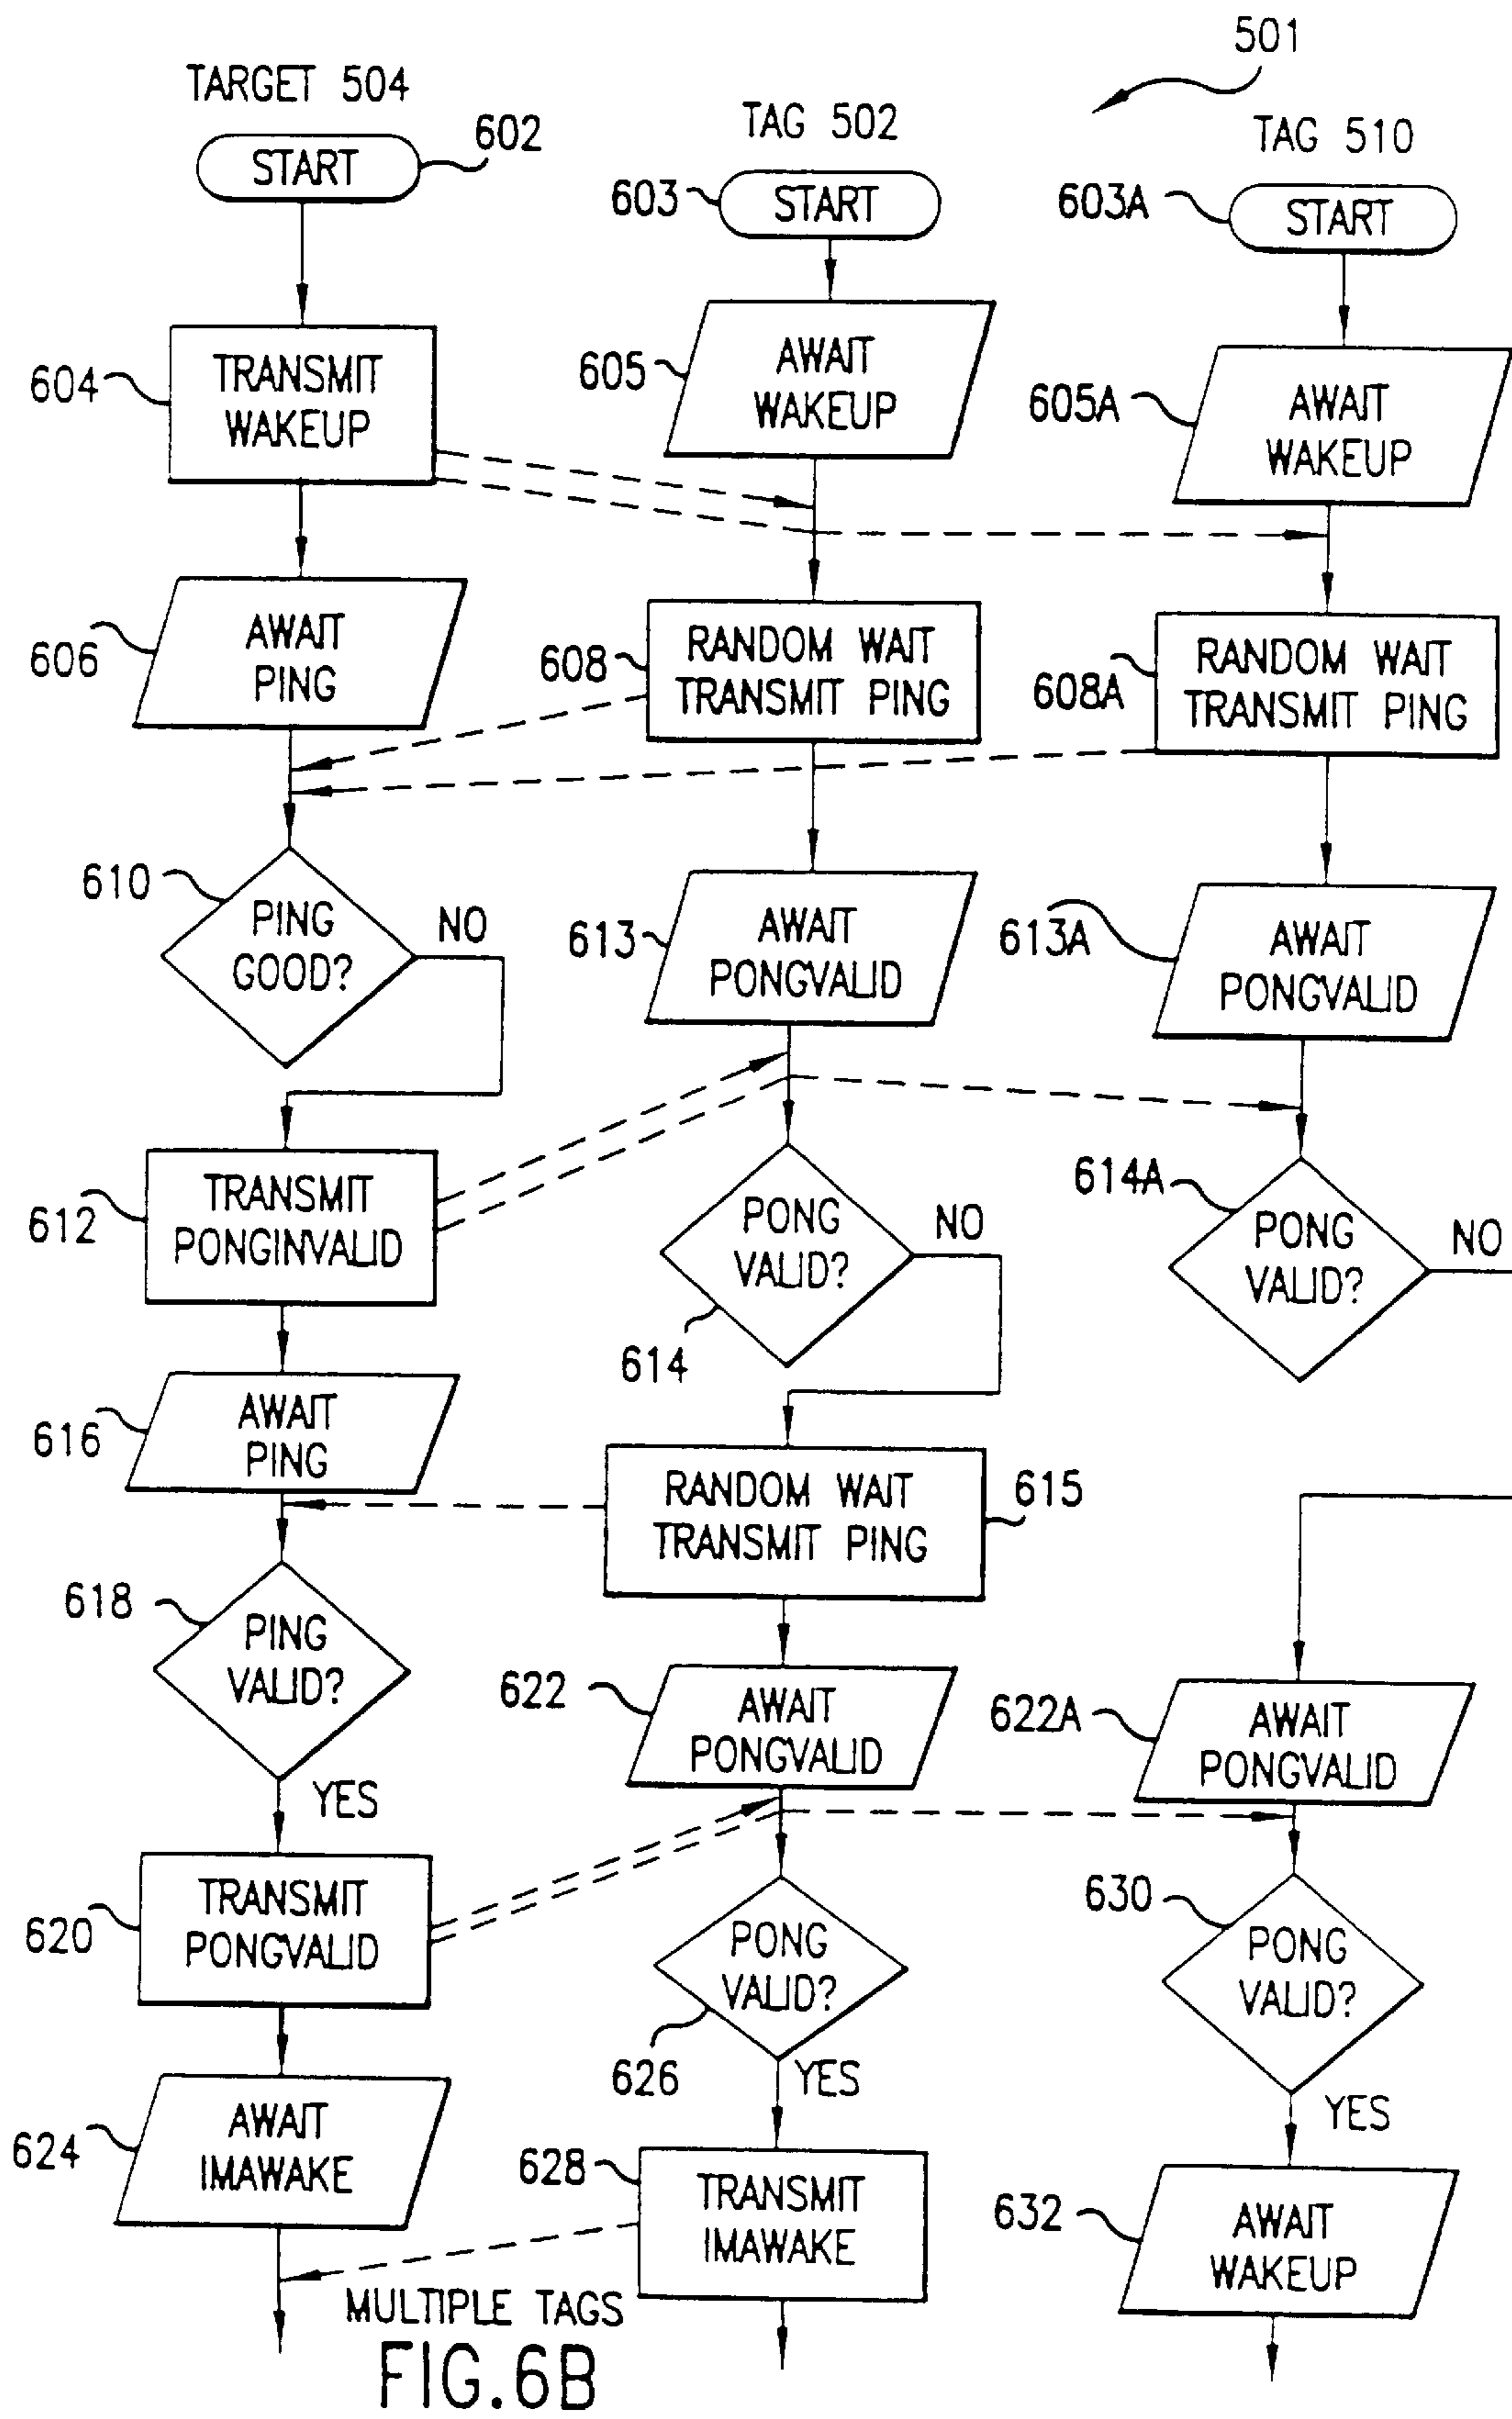 501
TARGET 504
TAG 502
TAG 510
START
602
603
START
603A
START
604
TRANSMIT
WAKEUP
605
AWAIT
WAKEUP
605A
AWAIT
WAKEUP
606
AWAIT
PING
608
RANDOM WAIT
TRANSMIT PING
608A
RANDOM WAIT
TRANSMIT PING
610
PING
GOOD?
NO
613
AWAIT
PONGVALID
613A
AWAIT
PONGVALID
612
TRANSMIT
PONGINVALID
614
PONG
VALID?
NO
614A
PONG
VALID?
NO
616
AWAIT
PING
RANDOM WAIT
TRANSMIT PING
615
618
PING
VALID?
YES
622
AWAIT
PONGVALID
622A
AWAIT
PONGVALID
620
TRANSMIT
PONGVALID
626
PONG
VALID?
YES
630
PONG
VALID?
YES
624
AWAIT
IMAWAKE
628
TRANSMIT
IMAWAKE
632
AWAIT
WAKEUP
MULTIPLE TAGS
FIG.6B